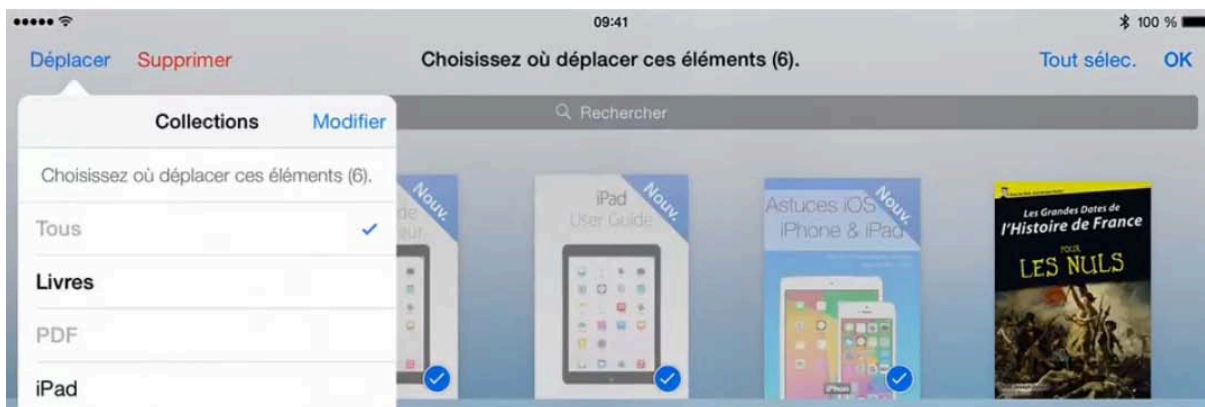 09:41
100 %
Déplacer Supprimer Choisissez où déplacer ces éléments (6). Tout sélec. OK
Rechercher
Collections Modifier
Choisissez où déplacer ces éléments (6).
Tous
Livres
PDF
iPad
Nouv.
iPad
User Guide
Nouv.
Astuces iOS
iPhone & iPad
Nouv.
Les Grandes Dates de
l'Histoire de France
POUR
LES NULS